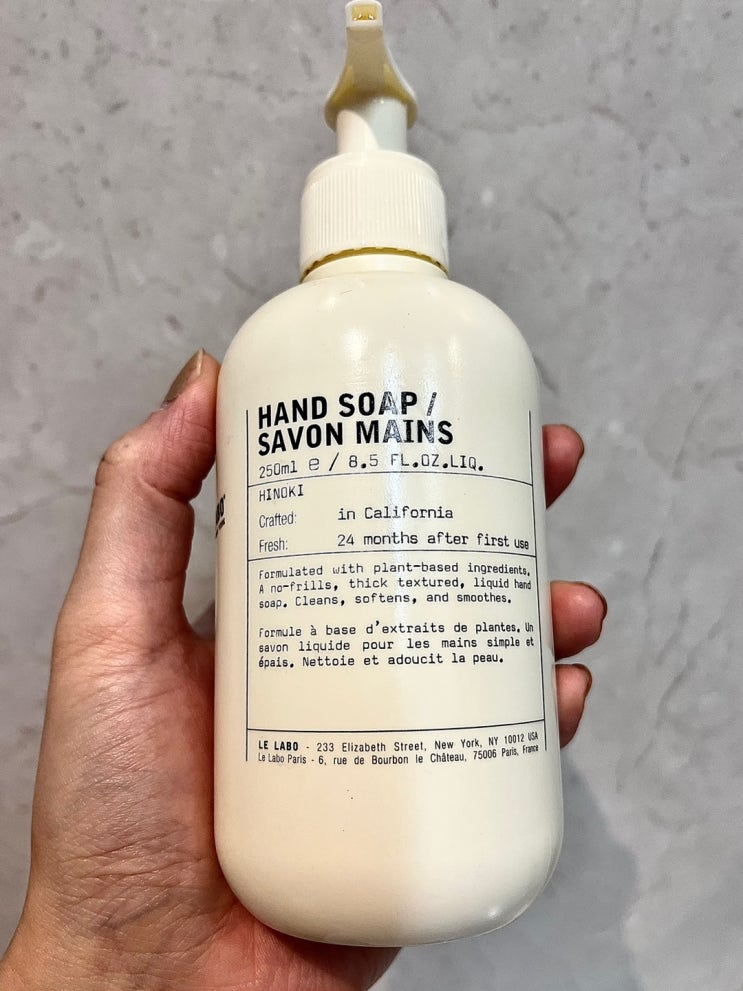 HAND SOAP /
SAVON MAINS
250ml ℮ / 8.5 FL.OZ.LIQ.
HINOKI
Crafted: in California
Fresh: 24 months after first use
Formulated with plant-based ingredients.
A no-frills, thick textured, liquid hand
soap. Cleans, softens, and smoothes.
Formule à base d'extraits de plantes. Un
savon liquide pour les mains simple et
épais. Nettoie et adoucit la peau.
LE LABO - 233 Elizabeth Street, New York, NY 10012 USA
Le Labo Paris - 6, rue de Bourbon le Château, 75006 Paris, France